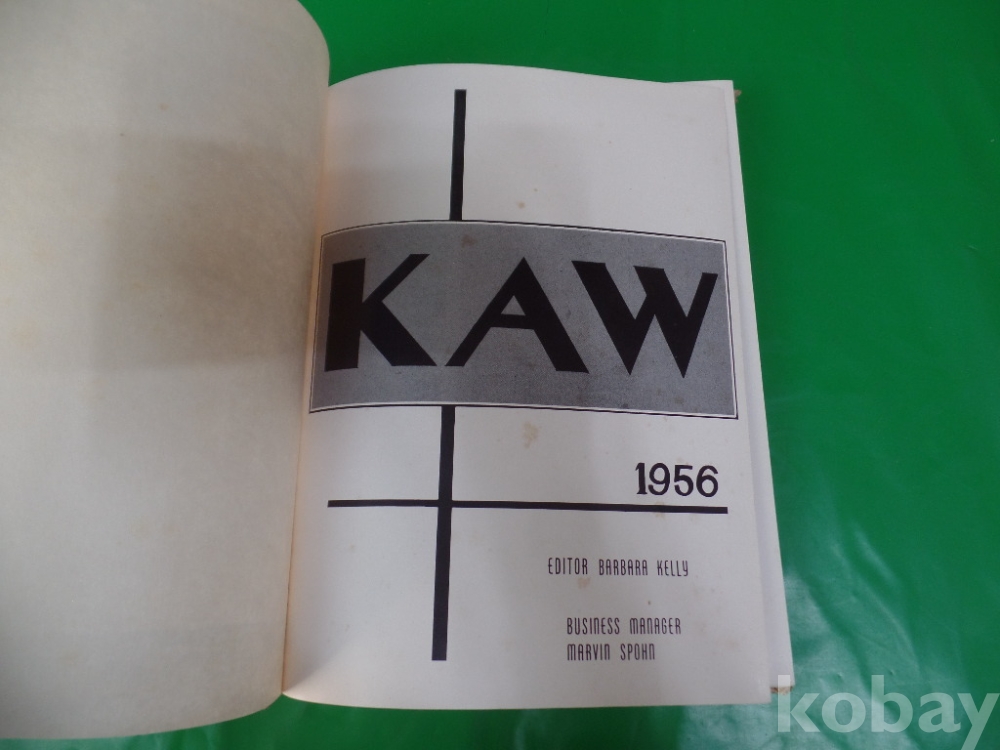 KAW
1956
EDITOR BARBARA KELLY
BUSINESS MANAGER
MARVIN SPOHN
kobay